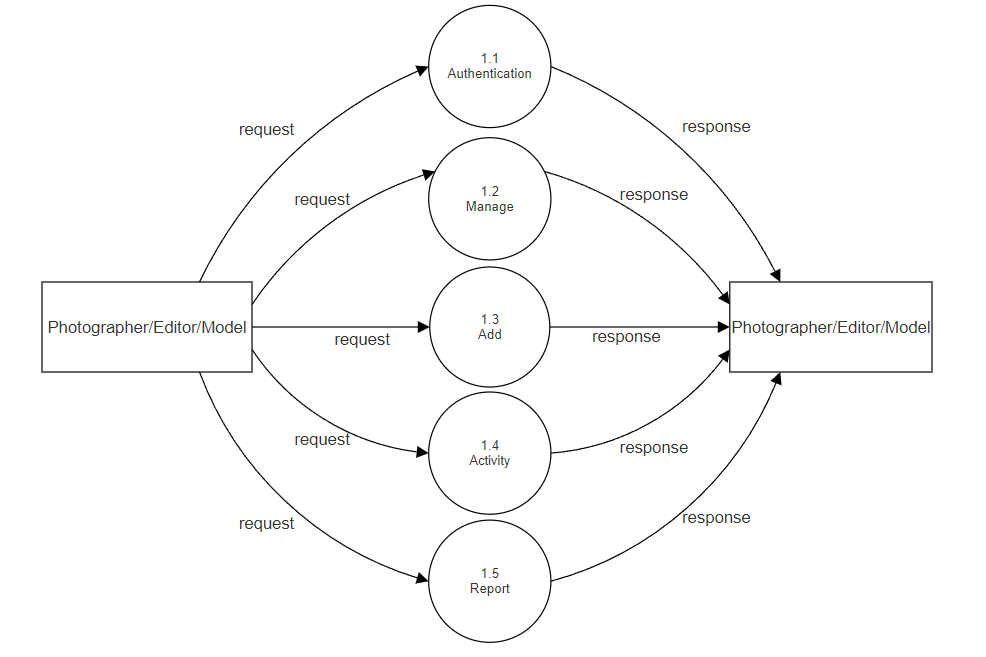 1.1
Authentication
request
response
1.2
Manage
request
response
Photographer/Editor/Model
1.3
Add
request
response
Photographer/Editor/Model
1.4
Activity
request
response
1.5
Report
request
response